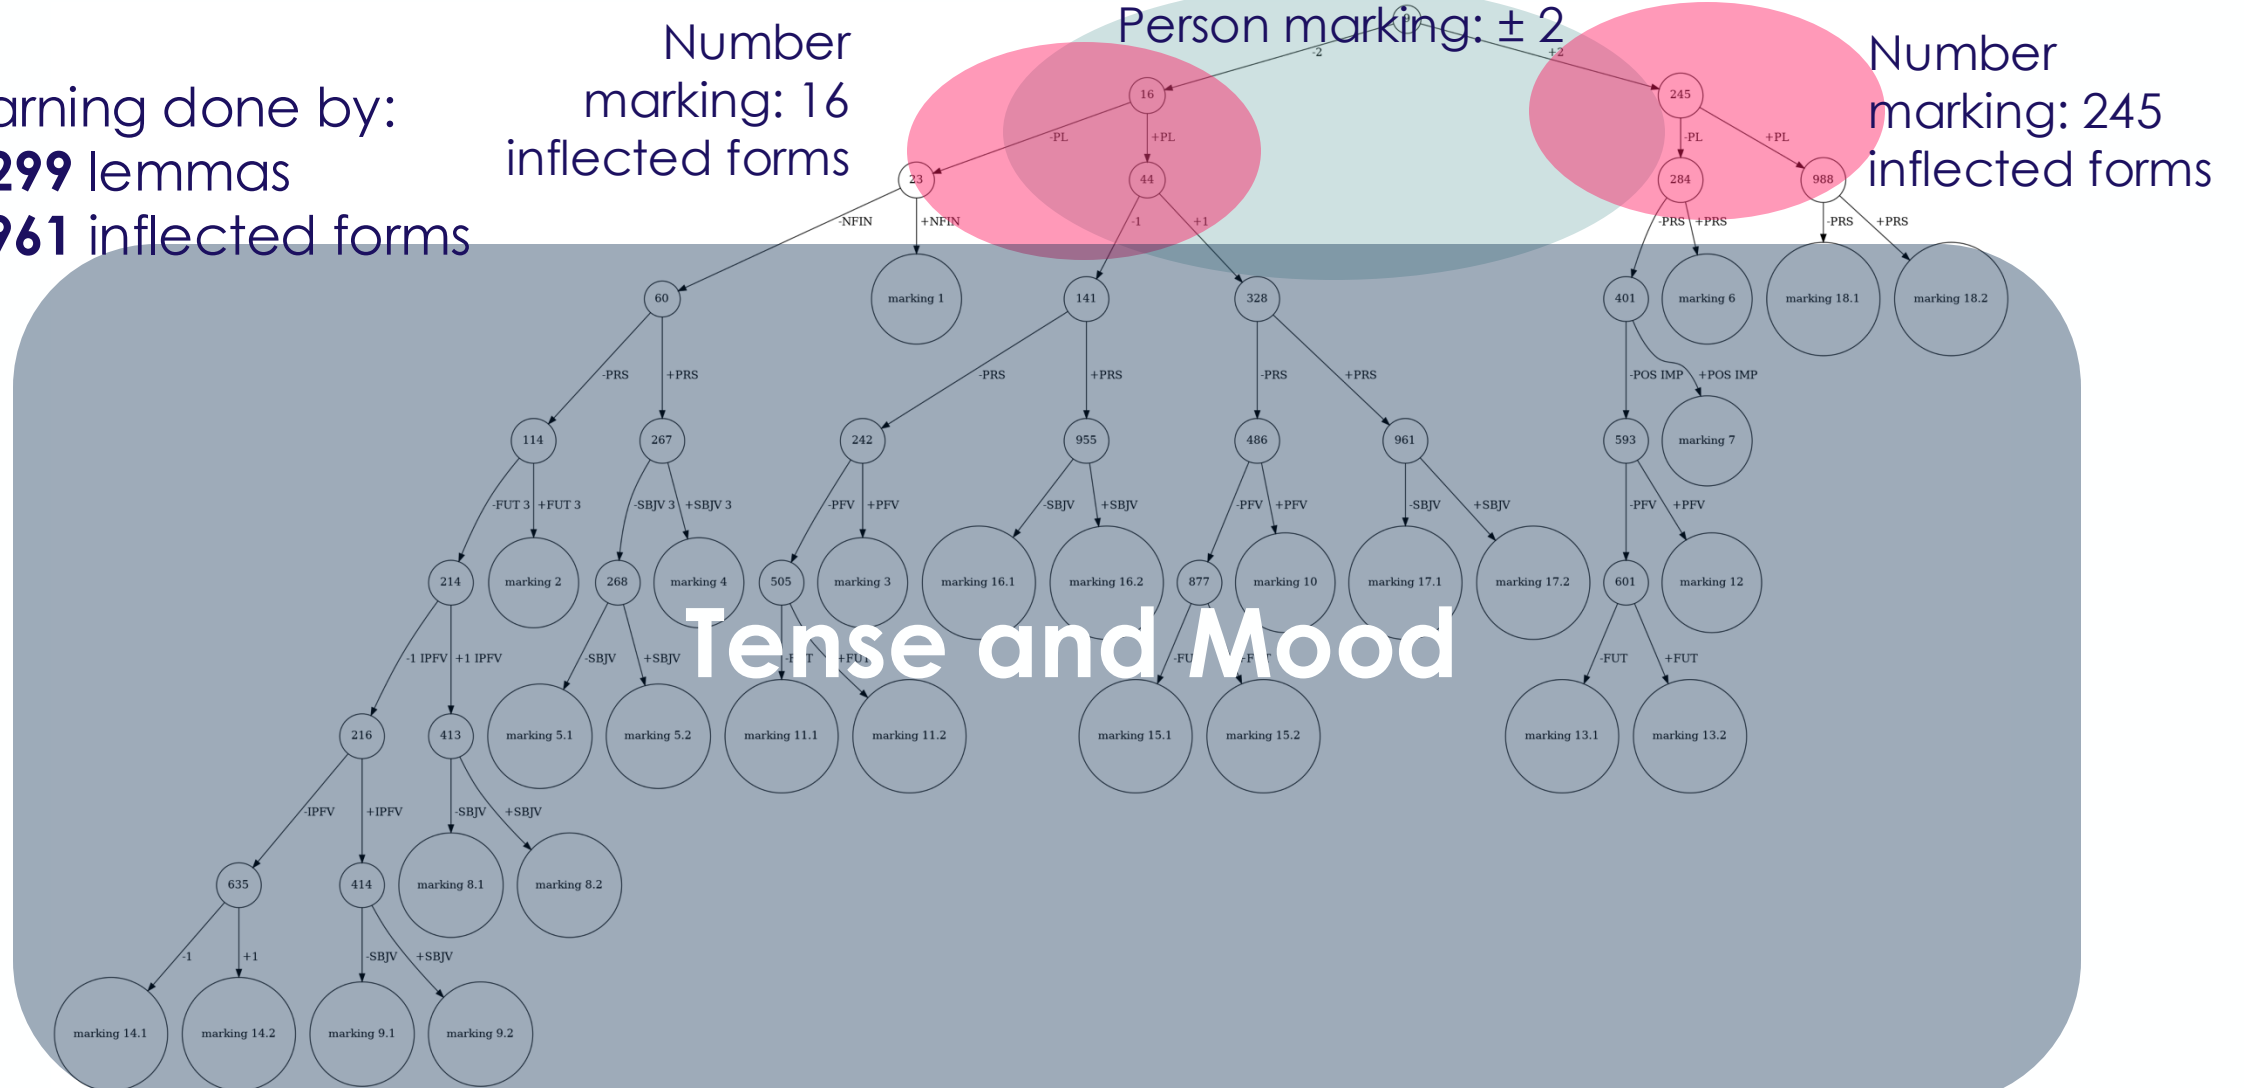 Person marking: ± 2
9
-2
+2
Number
marking: 16
inflected forms
Number
marking: 245
inflected forms
arning done by:
299 lemmas
961 inflected forms
16
245
-PL
+PL
-PL
+PL
23
44
284
988
-NFIN
+NFIN
-1
+1
-PRS
+PRS
-PRS
+PRS
60
marking 1
141
328
401
marking 6
marking 18.1
marking 18.2
-PRS
+PRS
-PRS
+PRS
-PRS
+PRS
-POS IMP
+POS IMP
114
267
242
955
486
961
593
marking 7
-FUT 3
+FUT 3
-SBJV 3
+SBJV 3
-PFV
+PFV
-SBJV
+SBJV
-PFV
+PFV
-SBJV
+SBJV
-PFV
+PFV
214
marking 2
268
marking 4
505
marking 3
marking 16.1
marking 16.2
877
marking 10
marking 17.1
marking 17.2
601
marking 12
Tense and Mood
-1 IPFV
+1 IPFV
-SBJV
+SBJV
-FUT
+FUT
-FUT
+FUT
-FUT
+FUT
216
413
marking 5.1
marking 5.2
marking 11.1
marking 11.2
marking 15.1
marking 15.2
marking 13.1
marking 13.2
-IPFV
+IPFV
-SBJV
+SBJV
635
414
marking 8.1
marking 8.2
-1
+1
-SBJV
+SBJV
marking 14.1
marking 14.2
marking 9.1
marking 9.2